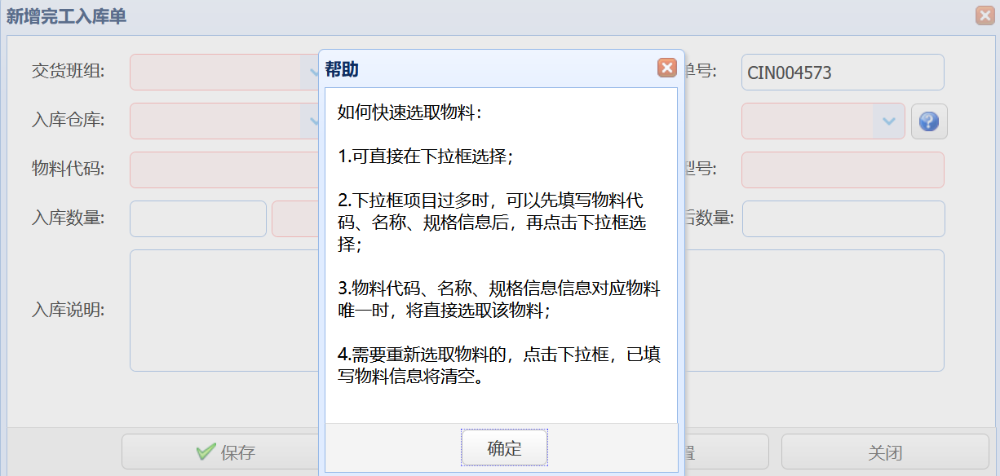 新增完工入库单
交货班组:
单号:
CIN004573
入库仓库:
物料代码:
型号:
入库数量:
后数量:
入库说明:
帮助
如何快速选取物料：
1.可直接在下拉框选择；
2.下拉框项目过多时，可以先填写物料代
码、名称、规格信息后，再点击下拉框选
择；
3.物料代码、名称、规格信息信息对应物料
唯一时，将直接选取该物料；
4.需要重新选取物料的，点击下拉框，已填
写物料信息将清空。
确定
保存
置
关闭